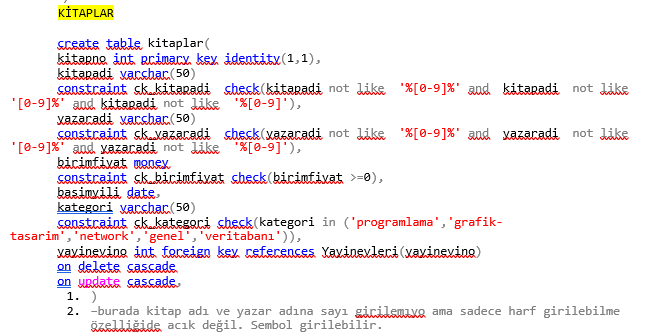 KİTAPLAR
create table kitaplar(
kitapno int primary key identity(1,1),
kitapadi varchar(50)
constraint ck_kitapadi check(kitapadi not like '%[0-9]%' and kitapadi not like
'[0-9]%' and kitapadi not like '%[0-9]'),
yazaradi varchar(50)
constraint ck_yazaradi check(yazaradi not like '%[0-9]%' and yazaradi not like
'[0-9]%' and yazaradi not like '%[0-9]'),
birimfiyat money
constraint ck_birimfiyat check(birimfiyat >=0),
basimyili date,
kategori varchar(50)
constraint ck_kategori check(kategori in ('programlama','grafik-
tasarim','network','genel','veritabanı')),
yayinevino int foreign key references Yayinevleri(yayinevino)
on delete cascade
on update cascade,
1. )
2. –burada kitap adı ve yazar adına sayı girilemıyo ama sadece harf girilebilme
özelliğide acık değil. Sembol girilebilir.